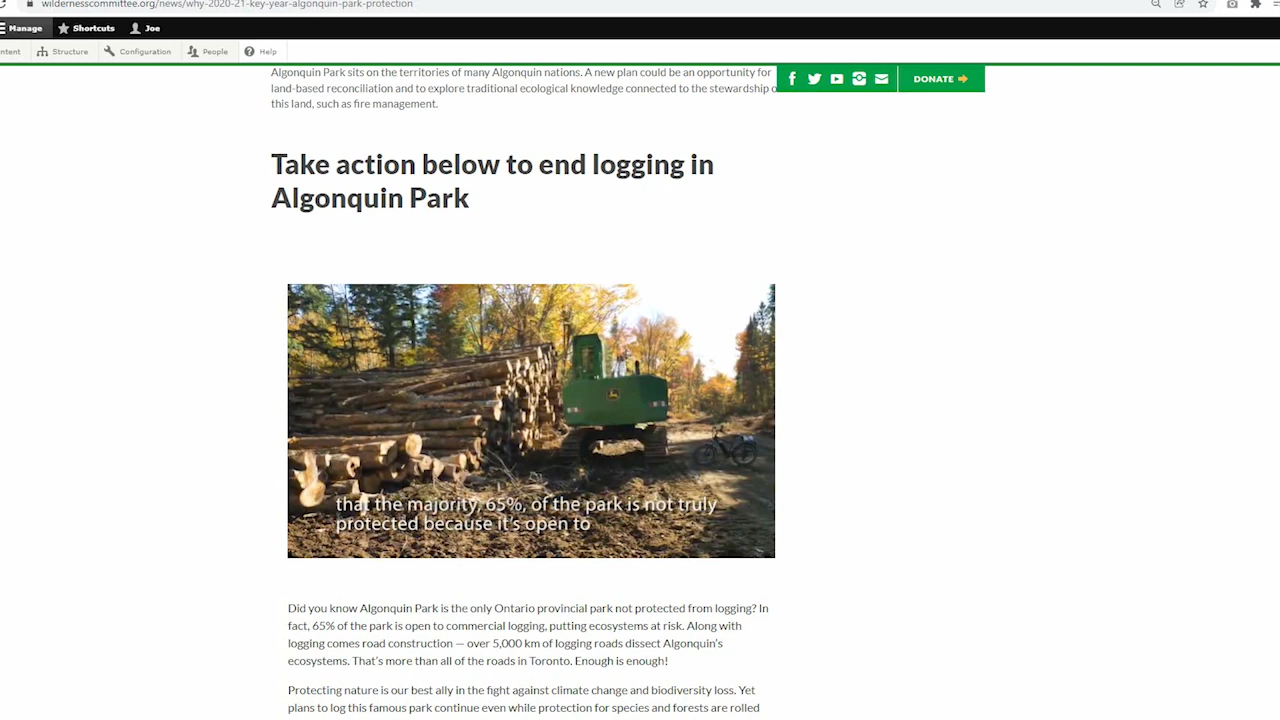 wildernesscommittee.org/news/why-2020-21-key-year-algonquin-park-protection
Manage Shortcuts Joe
ntent Structure Configuration People Help
DONATE
Algonquin Park sits on the territories of many Algonquin nations. A new plan could be an opportunity for
land-based reconciliation and to explore traditional ecological knowledge connected to the stewardship o
this land, such as fire management.
Take action below to end logging in
Algonquin Park
that the majority, 65%, of the park is not truly
protected because it's open to
Did you know Algonquin Park is the only Ontario provincial park not protected from logging? In
fact, 65% of the park is open to commercial logging, putting ecosystems at risk. Along with
logging comes road construction — over 5,000 km of logging roads dissect Algonquin's
ecosystems. That's more than all of the roads in Toronto. Enough is enough!
Protecting nature is our best ally in the fight against climate change and biodiversity loss. Yet
plans to log this famous park continue even while protection for species and forests are rolled